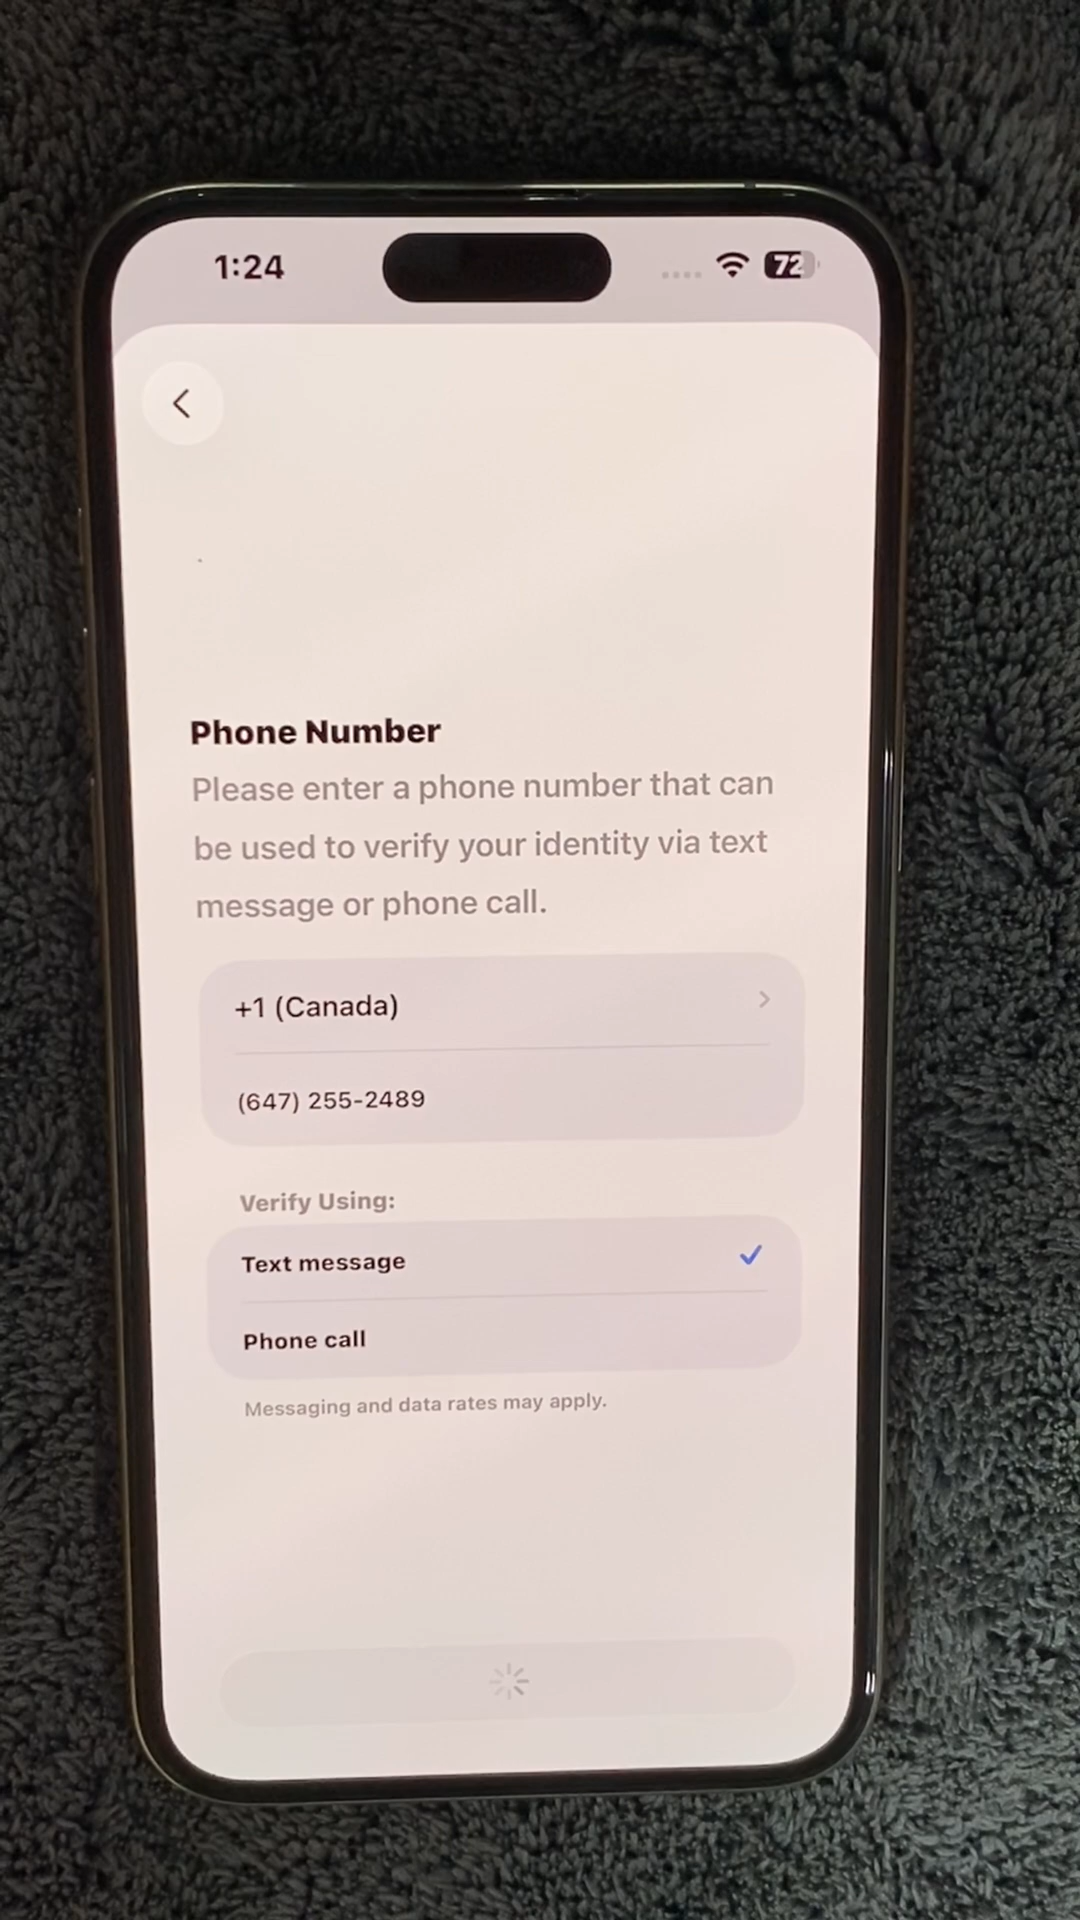 1:24
72
Phone Number
Please enter a phone number that can
be used to verify your identity via text
message or phone call.
+1 (Canada)
(647) 255-2489
Verify Using:
Text message
Phone call
Messaging and data rates may apply.